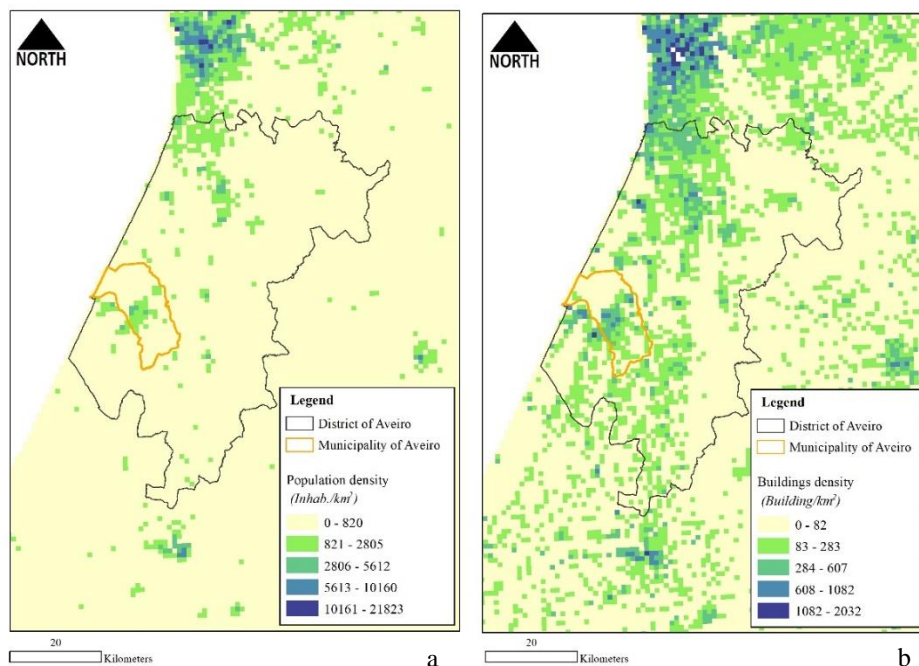 NORTH
Legend
District of Aveiro
Municipality of Aveiro
Population density
(Inhab./km²)
0 - 820
821 - 2805
2806 - 5612
5613 - 10160
10161 - 21823
20
Kilometers
a
NORTH
Legend
District of Aveiro
Municipality of Aveiro
Buildings density
(Building/km²)
0 - 82
83 - 283
284 - 607
608 - 1082
1082 - 2032
20
Kilometers
b